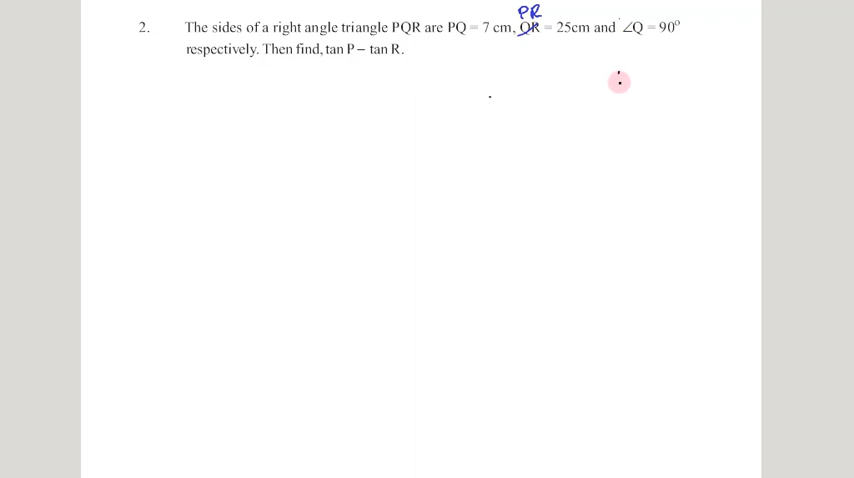 PR
2. The sides of a right angle triangle PQR are PQ = 7 cm, QR = 25cm and ∠Q = 90°
respectively. Then find, tan P − tan R.